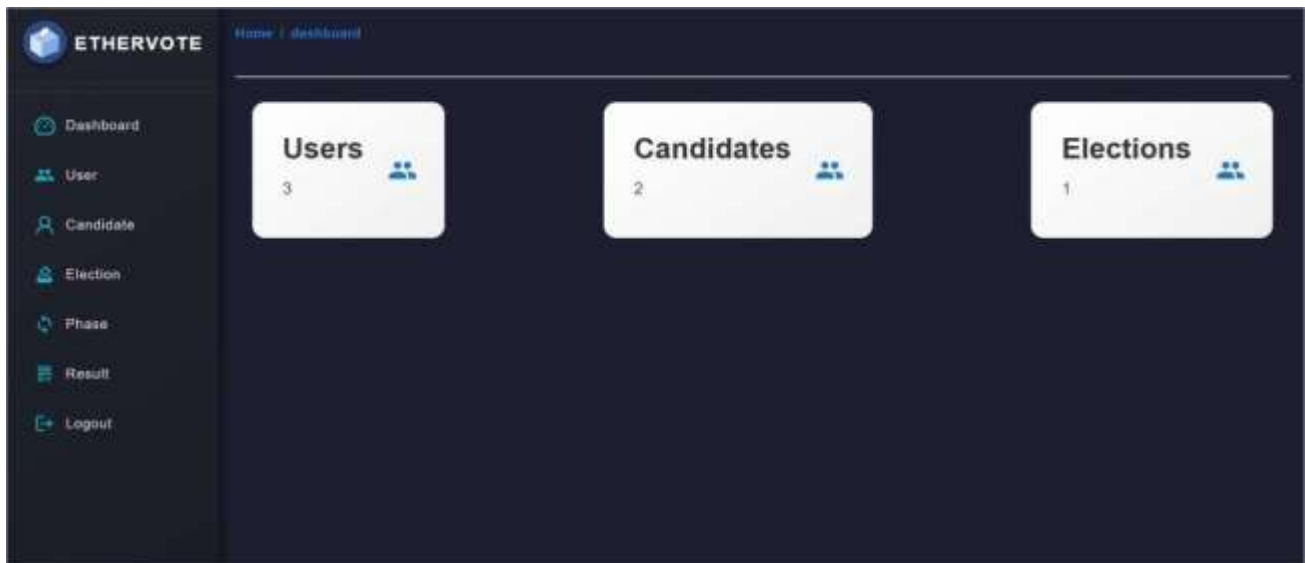 ETHERVOTE
Home / dashboard
Dashboard
User
Candidate
Election
Phase
Result
Logout
Users
3
Candidates
2
Elections
1